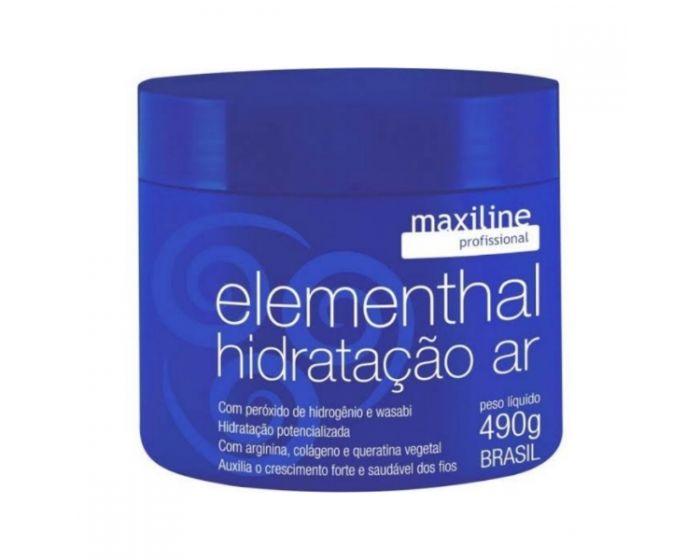 maxiline
profissional
elementhal
hidratação ar
Com peróxido de hidrogênio e wasabi
Hidratação potencializada
Com arginina, colágeno e queratina vegetal
Auxilia o crescimento forte e saudável dos fios
peso líquido
490g
BRASIL